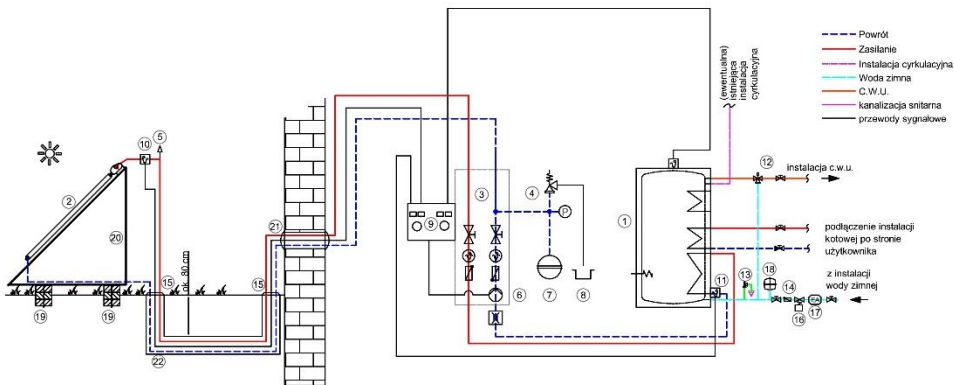 Powrót
Zasilanie
Instalacja cyrkulacyjna
Woda zimna
C.W.U.
kanalizacja snitarna
przewody sygnałowe
(ewentualna)
istniejąca
instalacja
cyrkulacyjna
10
5
2
20
19
19
15
ok. 80 cm
22
15
21
9
3
4
P
6
7
8
1
12
instalacja c.w.u.
podłączenie instalacji
kotowej po stronie
użytkownika
z instalacji
wody zimnej
11
13
18
14
16
17
EA